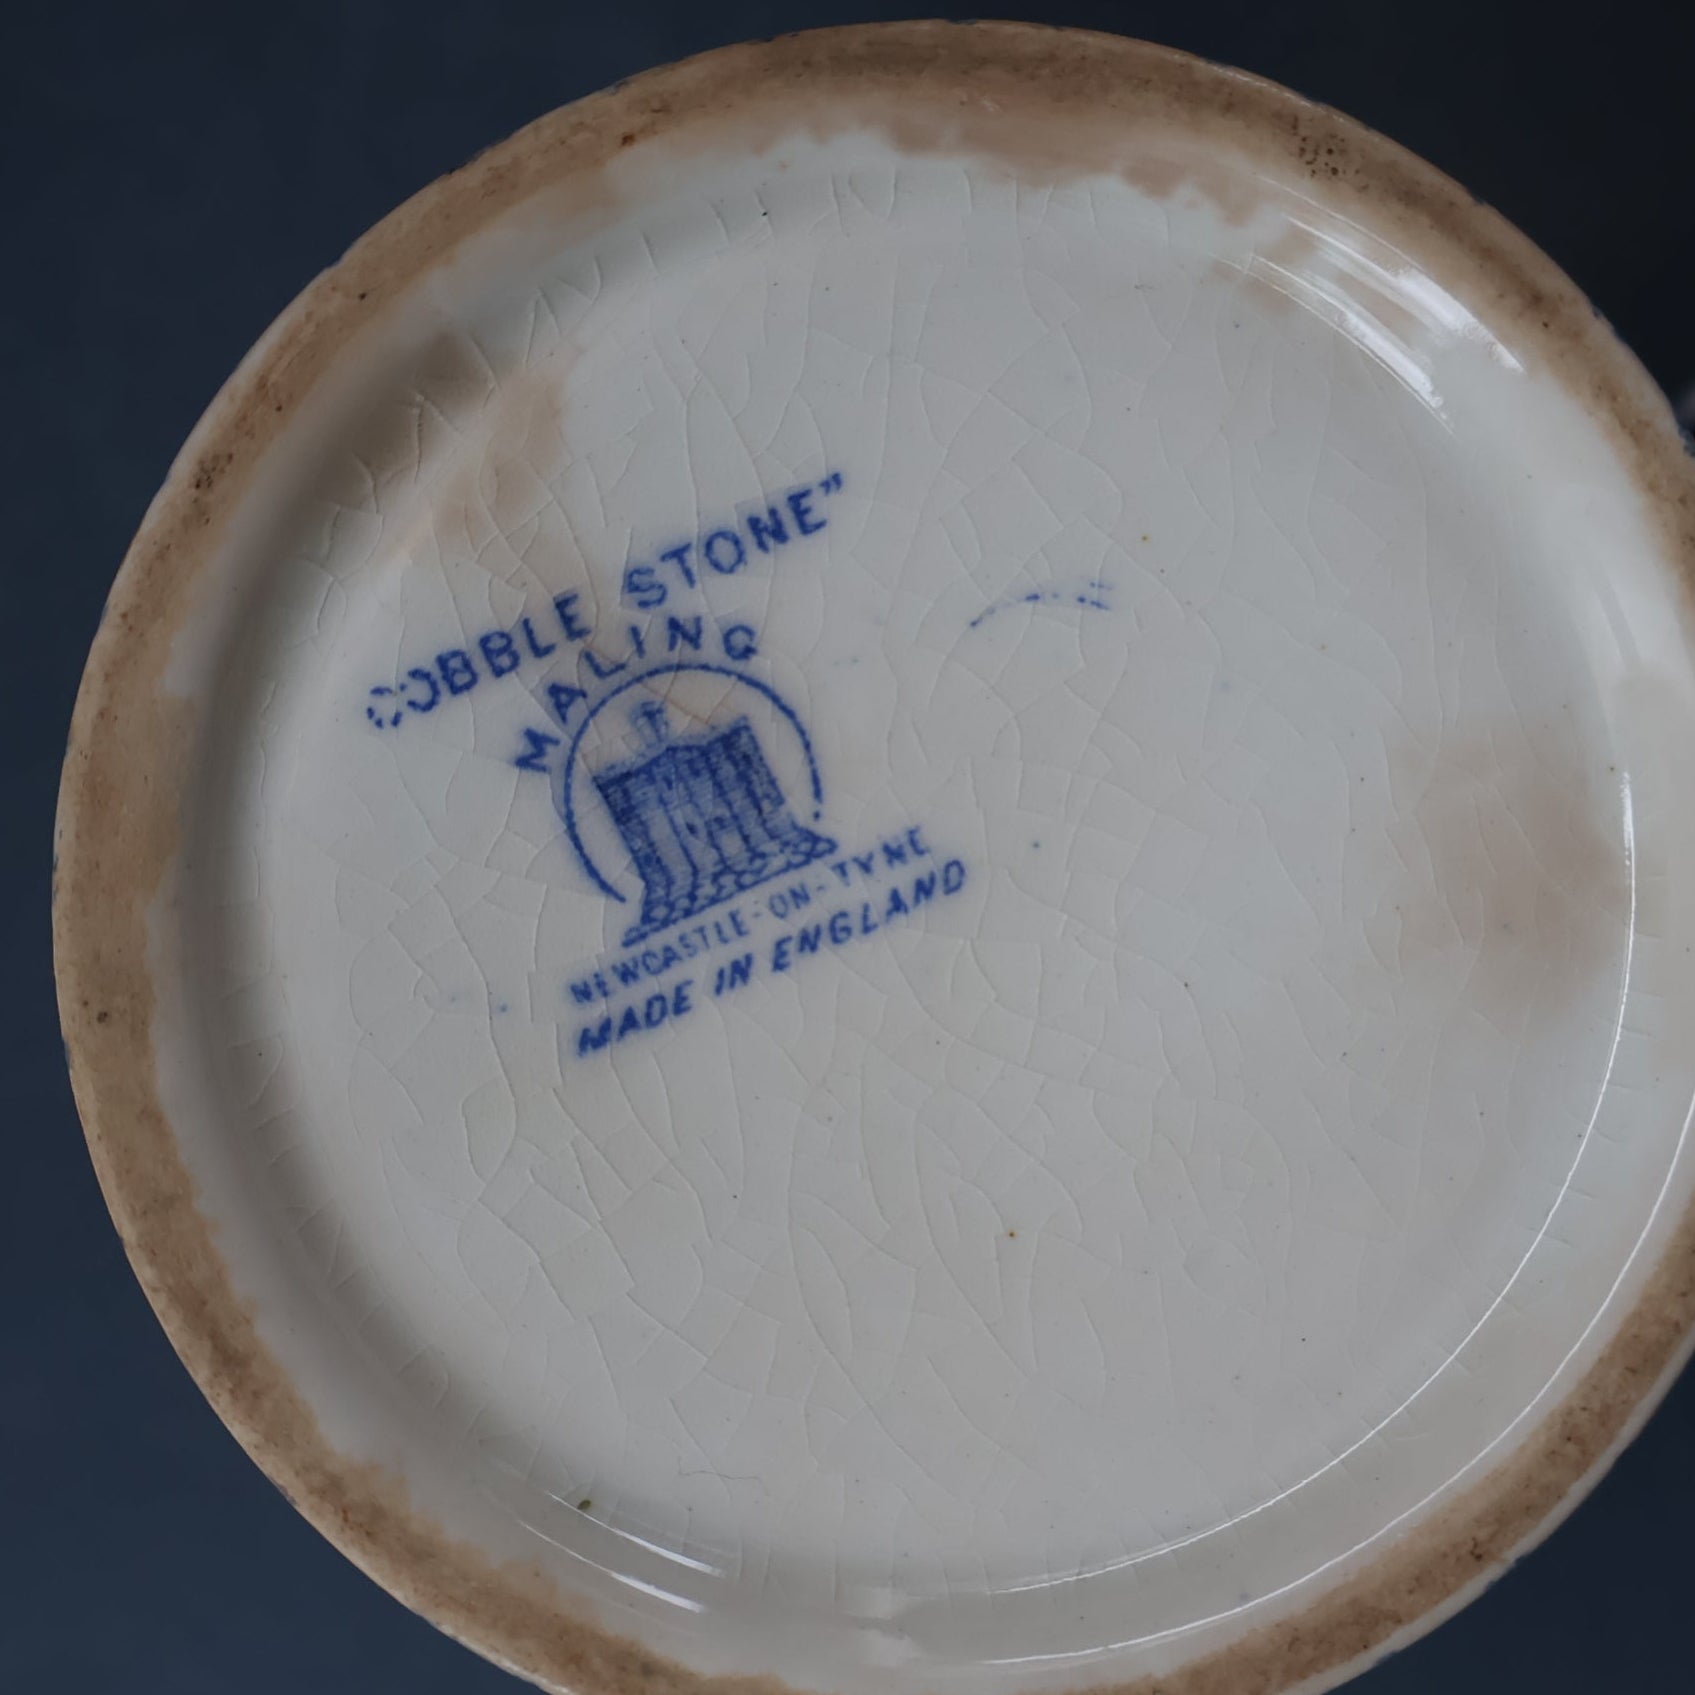 COBBLE STONE”
MALING
NEWCASTLE-ON-TYNE
MADE IN ENGLAND